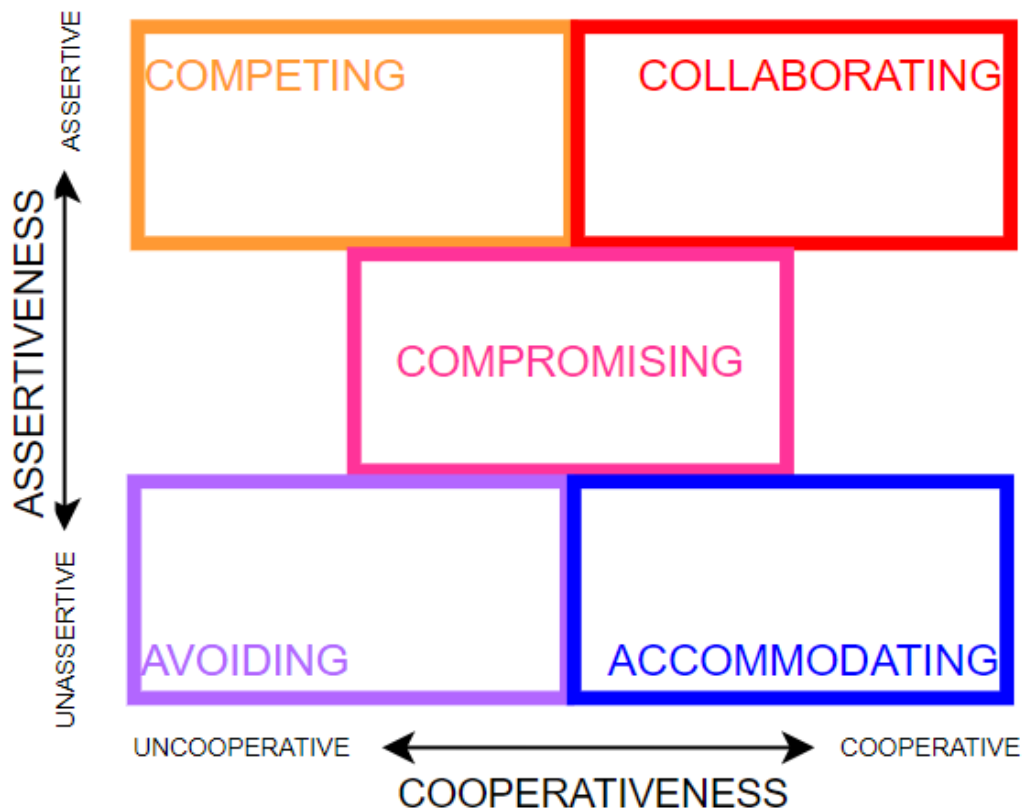 ASSERTIVE
ASSERTIVENESS
UNASSERTIVE
COMPETING
COLLABORATING
COMPROMISING
AVOIDING
ACCOMMODATING
UNCOOPERATIVE
COOPERATIVE
COOPERATIVENESS